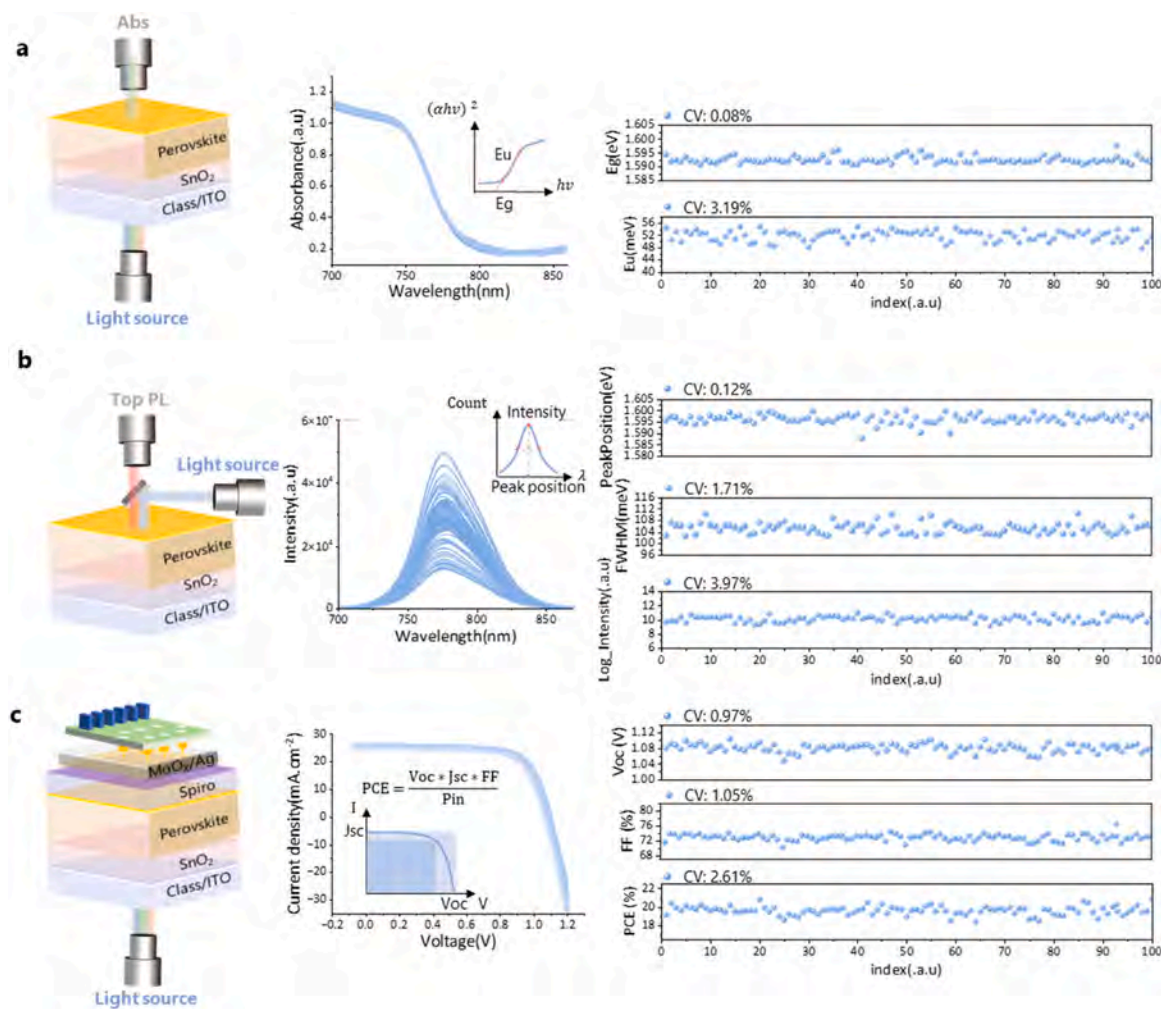 a
Abs
Perovskite
SnO₂
Class/ITO
Light source
1.2
1.0
0.8
0.6
0.4
0.2
Absorbance(.a.u)
700 750 800 850
Wavelength(nm)
(αhν) ²
Eu
hν
Eg
CV: 0.08%
1.605
1.600
1.595
1.590
1.585
Eg(eV)
CV: 3.19%
56
52
48
44
40
Eu(meV)
0 10 20 30 40 50 60 70 80 90 100
index(.a.u)
b
Top PL
Light source
Perovskite
SnO₂
Class/ITO
6×10⁴
4×10⁴
2×10⁴
0
Intensity(.a.u)
700 750 800 850
Wavelength(nm)
Count
Intensity
λ
Peak position
CV: 0.12%
1.605
1.600
1.595
1.590
1.580
PeakPosition(eV)
CV: 1.71%
116
112
108
104
100
96
FWHM(meV)
CV: 3.97%
14
12
10
8
6
Log_Intensity(.a.u)
0 10 20 30 40 50 60 70 80 90 100
index(.a.u)
c
MoOₓ/Ag
Spiro
Perovskite
SnO₂
Class/ITO
Light source
30
20
10
0
−10
−20
−30
Current density(mA.cm⁻²)
−0.2 0.0 0.2 0.4 0.6 0.8 1.0 1.2
Voltage(V)
PCE = Voc * Jsc * FF / Pin
I
Jsc
Voc V
CV: 0.97%
1.12
1.08
1.04
1.00
Voc (V)
CV: 1.05%
80
76
72
68
FF (%)
CV: 2.61%
22
20
18
PCE (%)
0 10 20 30 40 50 60 70 80 90 100
index(.a.u)